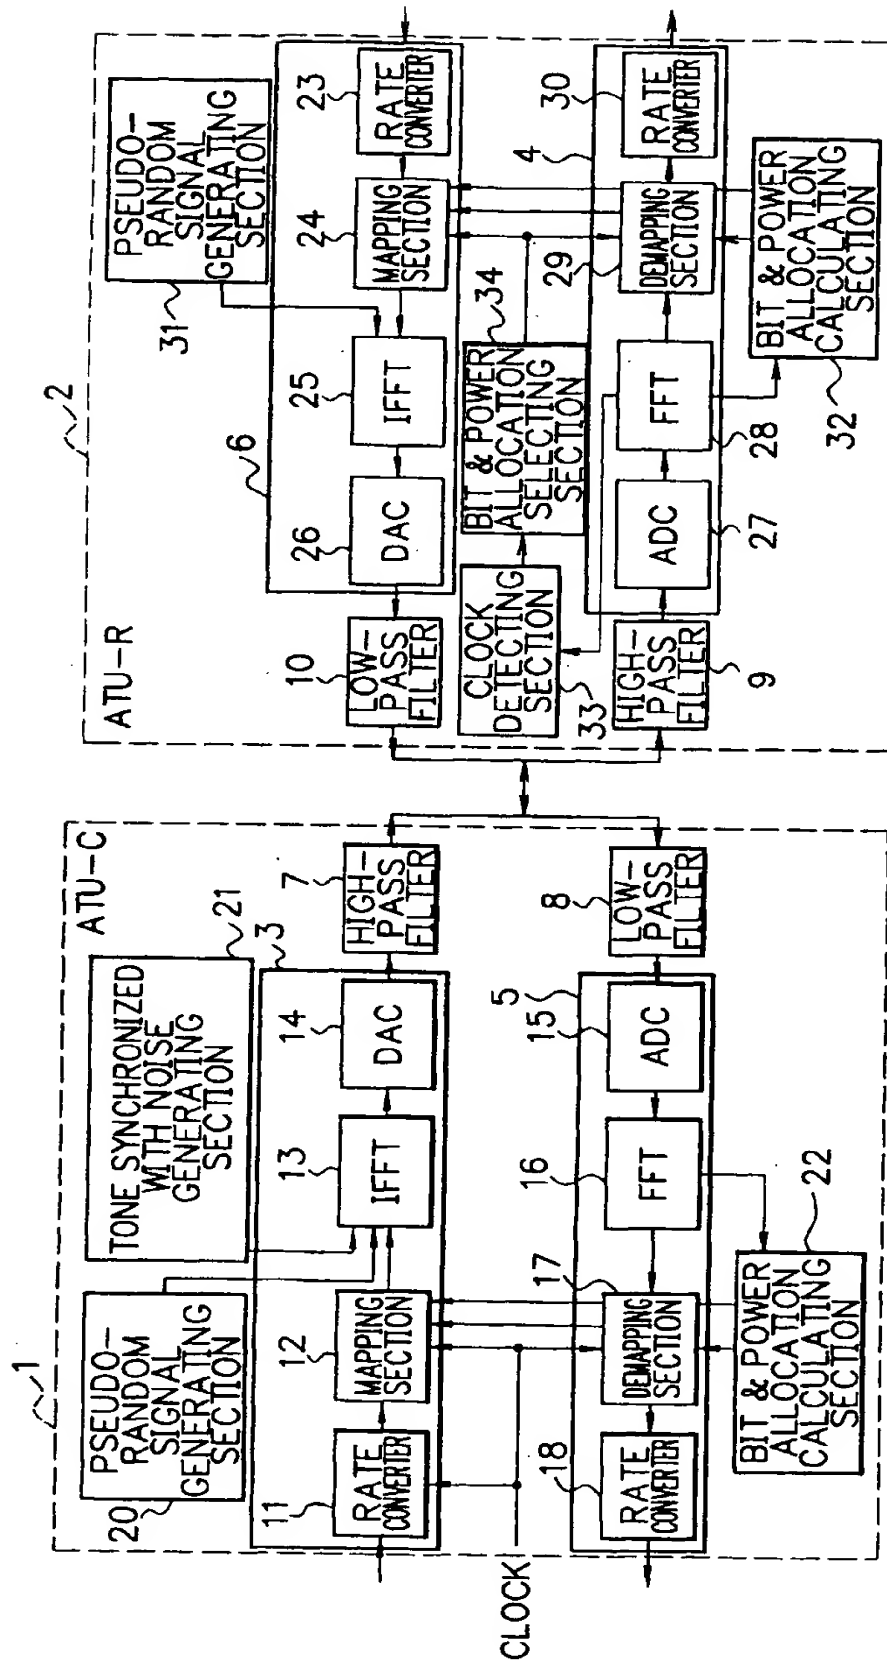 1
ATU-C
PSEUDO-
RANDOM
SIGNAL
GENERATING
SECTION
20
TONE SYNCHRONIZED
WITH NOISE
GENERATING
SECTION
21
3
11
RATE
CONVERTER
12
MAPPING
SECTION
13
IFFT
14
DAC
7
HIGH-
PASS
FILTER
CLOCK
18
RATE
CONVERTER
17
DEMAPPING
SECTION
16
FFT
15
ADC
5
8
LOW-
PASS
FILTER
BIT & POWER
ALLOCATION
CALCULATING
SECTION
22
2
ATU-R
PSEUDO-
RANDOM
SIGNAL
GENERATING
SECTION
31
6
10
LOW-
PASS
FILTER
26
DAC
25
IFFT
24
MAPPING
SECTION
23
RATE
CONVERTER
CLOCK
DETECTING
SECTION
33
BIT & POWER
ALLOCATION
SELECTING
SECTION
34
4
HIGH-
PASS
FILTER
9
ADC
27
FFT
28
29
DEMAPPING
SECTION
30
RATE
CONVERTER
BIT & POWER
ALLOCATION
CALCULATING
SECTION
32